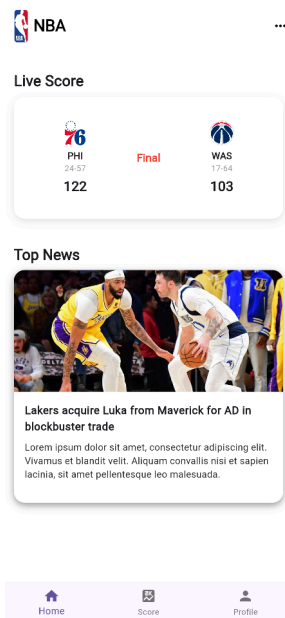 NBA
Live Score
76
PHI
24-57
122
Final
WAS
17-64
103
Top News
Lakers acquire Luka from Maverick for AD in
blockbuster trade
Lorem ipsum dolor sit amet, consectetur adipiscing elit.
Vivamus et blandit velit. Aliquam convallis nisi et sapien
lacinia, sit amet pellentesque leo malesuada.
Home
Score
Profile